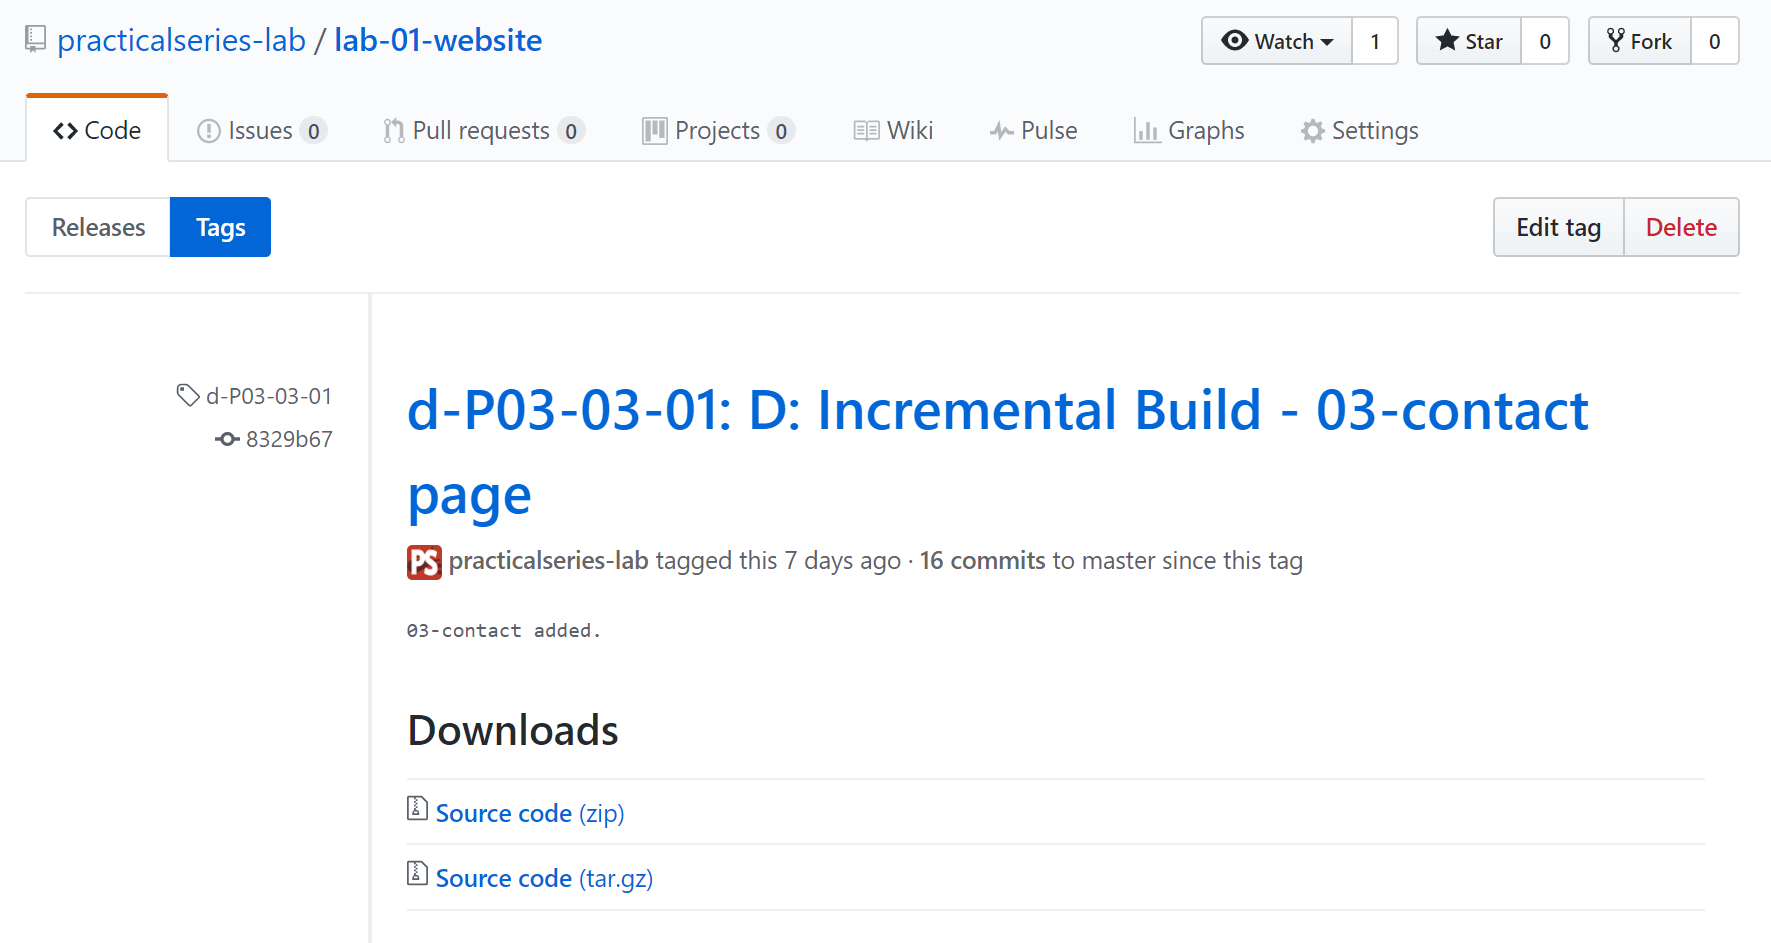 practicalseries-lab / lab-01-website
Watch 1 Star 0 Fork 0
Code Issues 0 Pull requests 0 Projects 0 Wiki Pulse Graphs Settings
Releases Tags Edit tag Delete
d-P03-03-01
8329b67
d-P03-03-01: D: Incremental Build - 03-contact
page
PS practicalseries-lab tagged this 7 days ago · 16 commits to master since this tag
03-contact added.
Downloads
Source code (zip)
Source code (tar.gz)